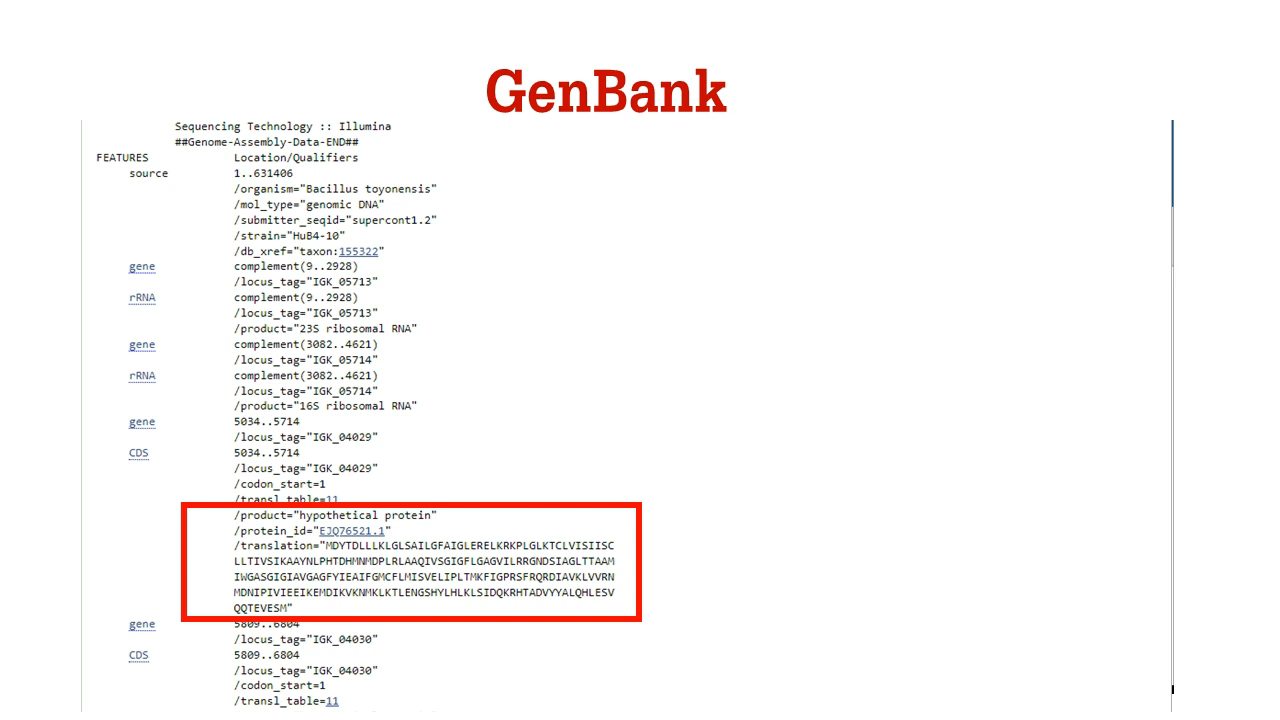 GenBank
Sequencing Technology :: Illumina
##Genome-Assembly-Data-END##
FEATURES Location/Qualifiers
source 1..631406
/organism="Bacillus toyonensis"
/mol_type="genomic DNA"
/submitter_seqid="supercont1.2"
/strain="HuB4-10"
/db_xref="taxon:155322"
gene complement(9..2928)
/locus_tag="IGK_05713"
rRNA complement(9..2928)
/locus_tag="IGK_05713"
/product="23S ribosomal RNA"
gene complement(3082..4621)
/locus_tag="IGK_05714"
rRNA complement(3082..4621)
/locus_tag="IGK_05714"
/product="16S ribosomal RNA"
gene 5034..5714
/locus_tag="IGK_04029"
CDS 5034..5714
/locus_tag="IGK_04029"
/codon_start=1
/transl_table=11
/product="hypothetical protein"
/protein_id="EJQ76521.1"
/translation="MDYTDLLLKLGLSAILGFAIGLERELKRKPLGLKTCLVISIISC
LLTIVSIKAAYNLPHTDHMNMDPLRLAAQIVSGIGFLGAGVILRRGNDSIAGLTTAAM
IWGASGIGIAVGAGFYIEAIFGMCFLMISVELIPLTMKFIGPRSFRQRDIAVKLVVRN
MDNIPIVIEEIKEMDIKVKNMKLKTLENGSHYLHLKLSIDQKRHTADVYYALQHLESV
QQTEVESM"
gene 5809..6804
/locus_tag="IGK_04030"
CDS 5809..6804
/locus_tag="IGK_04030"
/codon_start=1
/transl_table=11